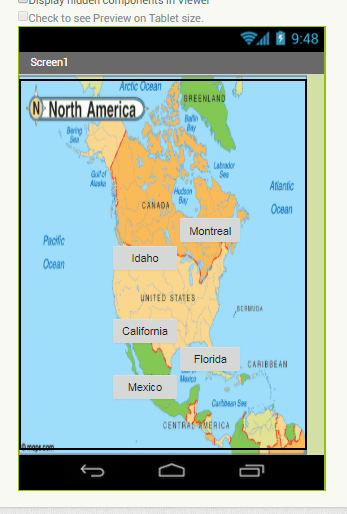 Display hidden components in Viewer
Check to see Preview on Tablet size.
9:48
Screen1
Arctic Ocean
GREENLAND
N North America
Baffin
Bay
Bering
Sea
Gulf of
Alaska
Labrador
Sea
Hudson
Bay
Atlantic
Ocean
CANADA
Montreal
Pacific
Ocean
Idaho
UNITED STATES
BERMUDA
California
Florida
CARIBBEAN
Mexico
Mexico
Caribbean Sea
CENTRAL AMERICA
maps.com